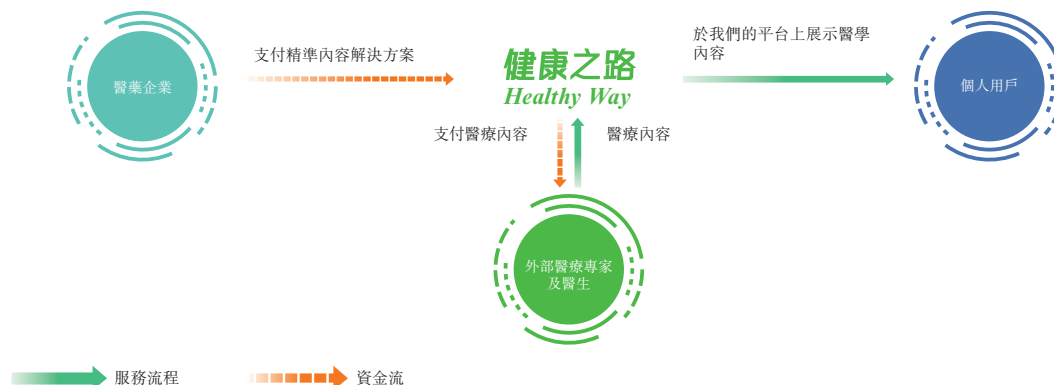 醫藥企業
支付精準內容解決方案
健康之路
Healthy Way
於我們的平台上展示醫學
內容
個人用戶
支付醫療內容
醫療內容
外部醫療專家
及醫生
服務流程
資金流